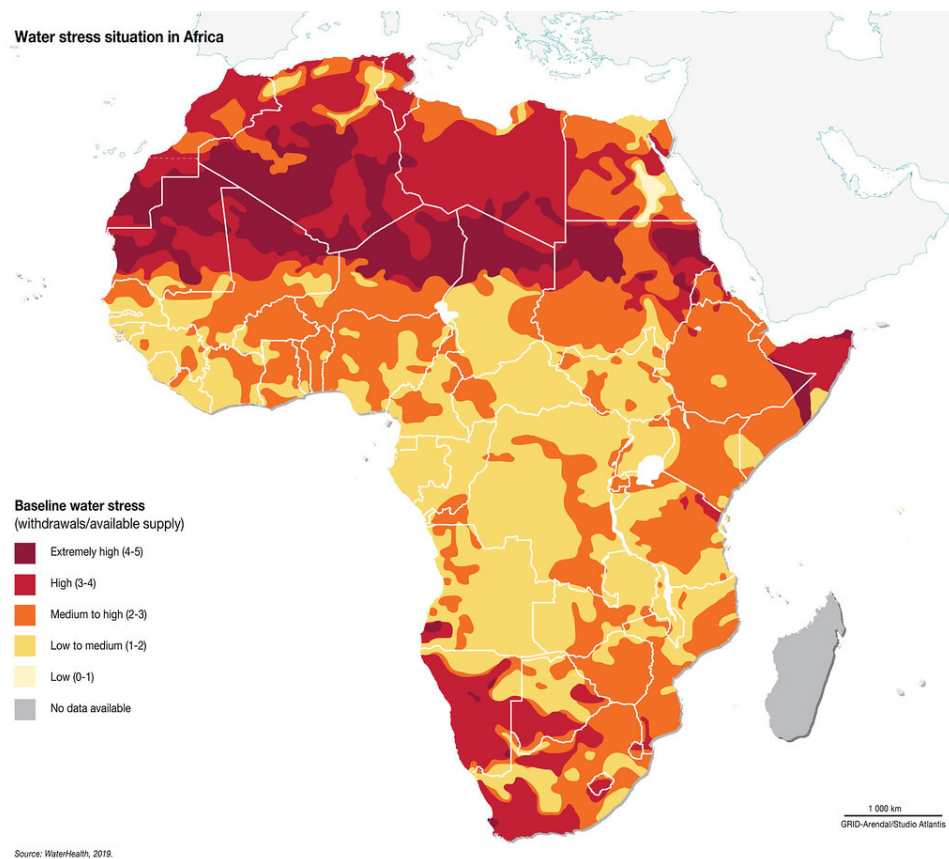 Water stress situation in Africa
Baseline water stress
(withdrawals/available supply)
Extremely high (4-5)
High (3-4)
Medium to high (2-3)
Low to medium (1-2)
Low (0-1)
No data available
1 000 km
GRID-Arendal/Studio Atlantis
Source: WaterHealth, 2019.